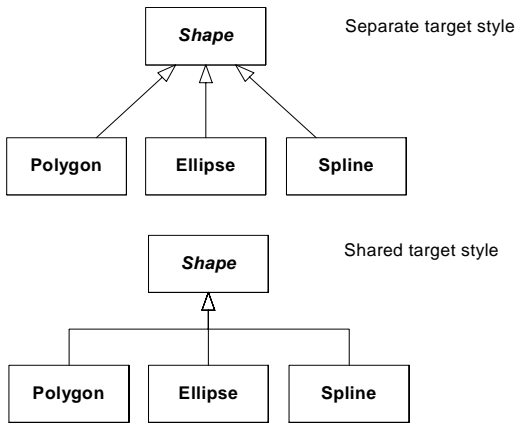 Shape
Separate target style
Polygon
Ellipse
Spline
Shape
Shared target style
Polygon
Ellipse
Spline